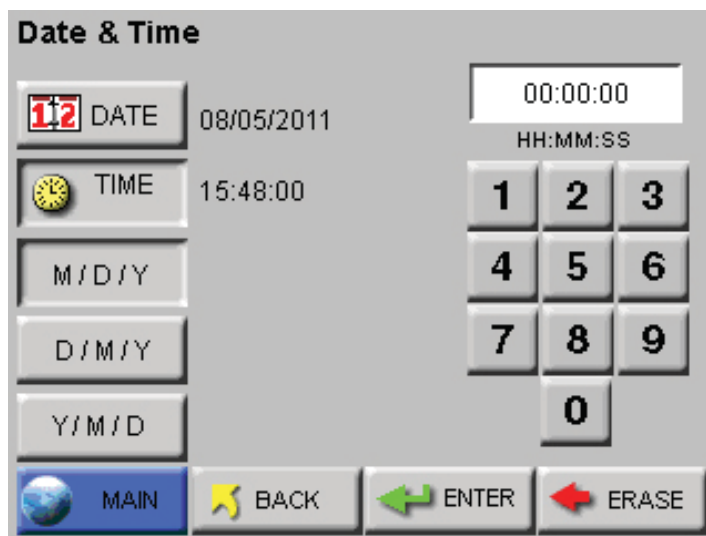 Date & Time
12 DATE
08/05/2011
00:00:00
HH:MM:SS
TIME
15:48:00
1 2 3
M/D/Y
4 5 6
D/M/Y
7 8 9
Y/M/D
0
MAIN
BACK
ENTER
ERASE